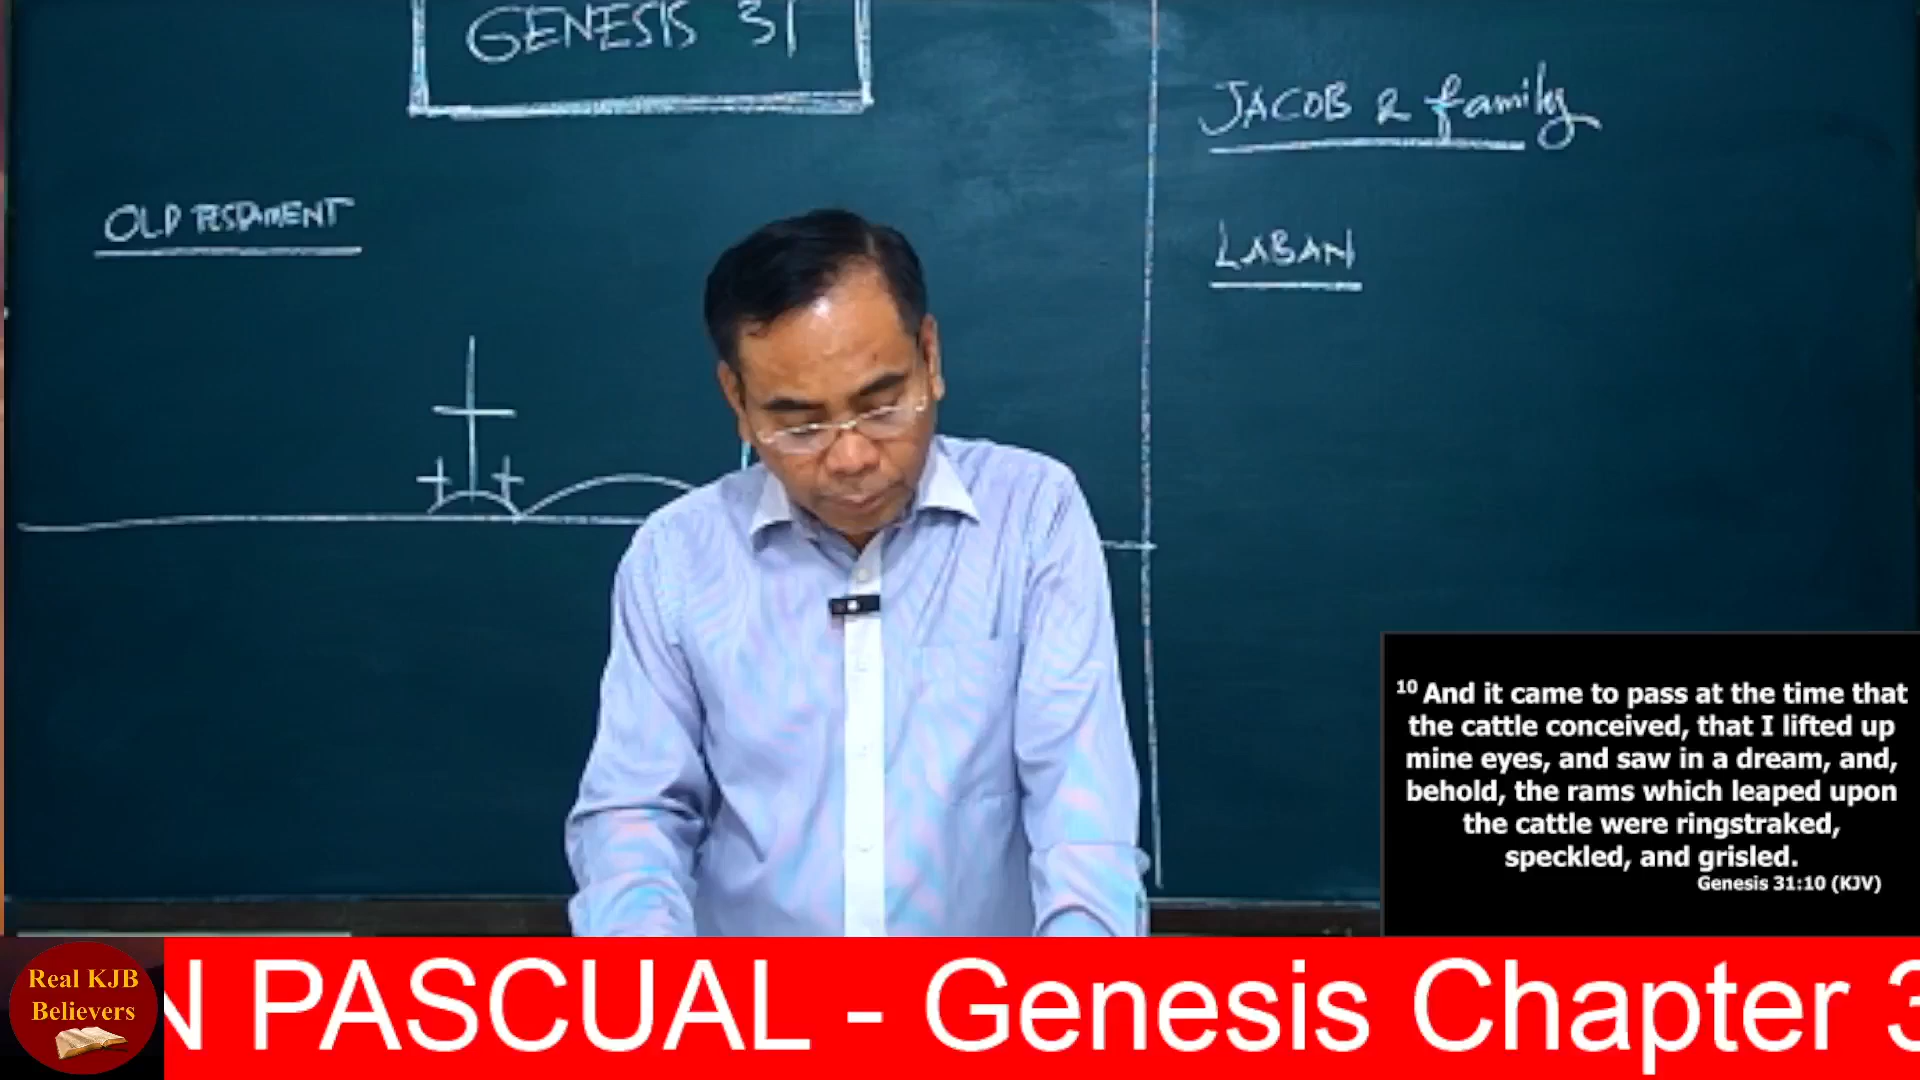 GENESIS 31
JACOB & family
OLD TESTAMENT
LABAN
10 And it came to pass at the time that
the cattle conceived, that I lifted up
mine eyes, and saw in a dream, and,
behold, the rams which leaped upon
the cattle were ringstraked,
speckled, and grisled.
Genesis 31:10 (KJV)
Real KJB
Believers
N PASCUAL - Genesis Chapter 3